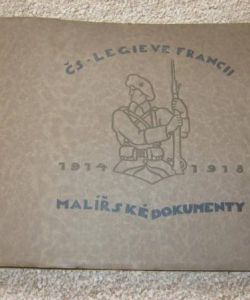 ČS-LEGIE VE FRANCII
1914 1918
MALÍŘSKÉ DOKUMENTY